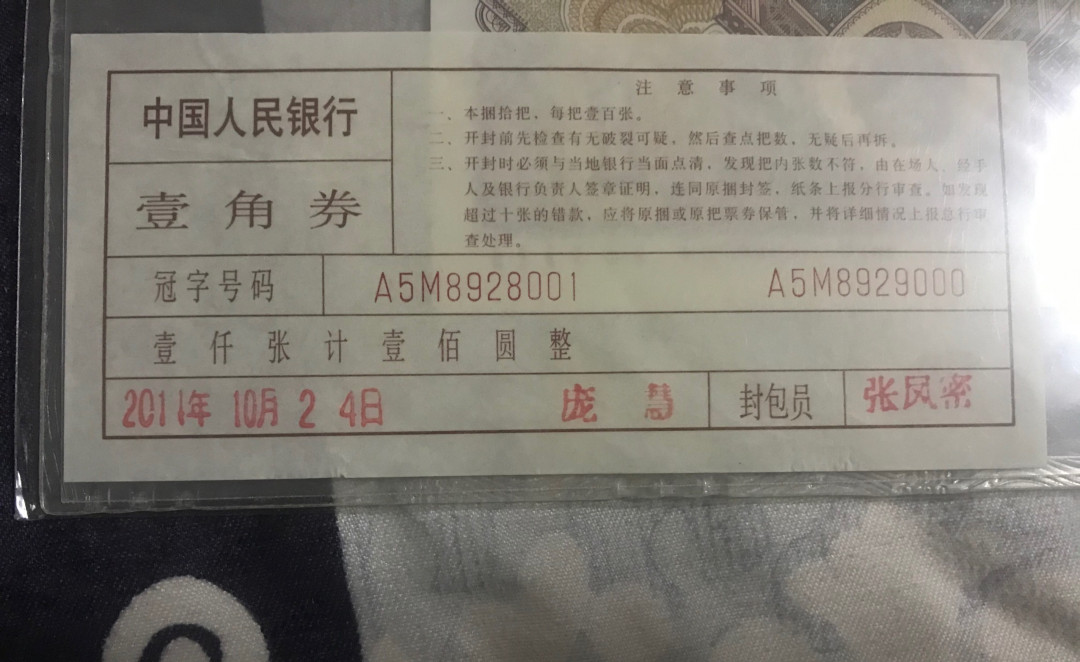 中国人民银行
壹角券
注意事项
一、本捆拾把，每把壹百张。
二、开封前先检查有无破裂可疑，然后查点把数，无疑后再拆。
三、开封时必须与当地银行当面点清，发现把内张数不符，由在场人、经手
人及银行负责人签章证明，连同原捆封签，纸条上报分行审查。如发现
超过十张的错款，应将原捆或原把票券保管，并将详细情况上报总行审
查处理。
冠字号码 A5M8928001 A5M8929000
壹仟张计壹佰圆整
2011年10月24日 庞慧 封包员 张凤密